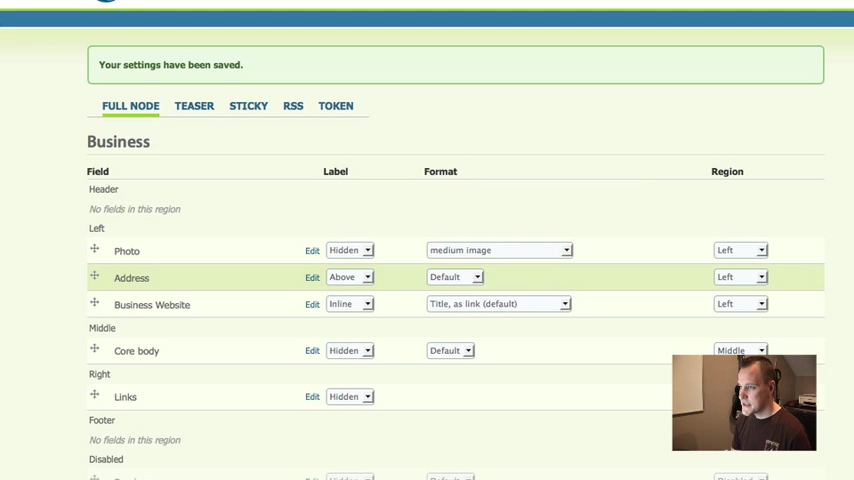 Your settings have been saved.
FULL NODE TEASER STICKY RSS TOKEN
Business
Field Label Format Region
Header
No fields in this region
Left
Photo Edit Hidden medium image Left
Address Edit Above Default Left
Business Website Edit Inline Title, as link (default) Left
Middle
Core body Edit Hidden Default Middle
Right
Links Edit Hidden
Footer
No fields in this region
Disabled